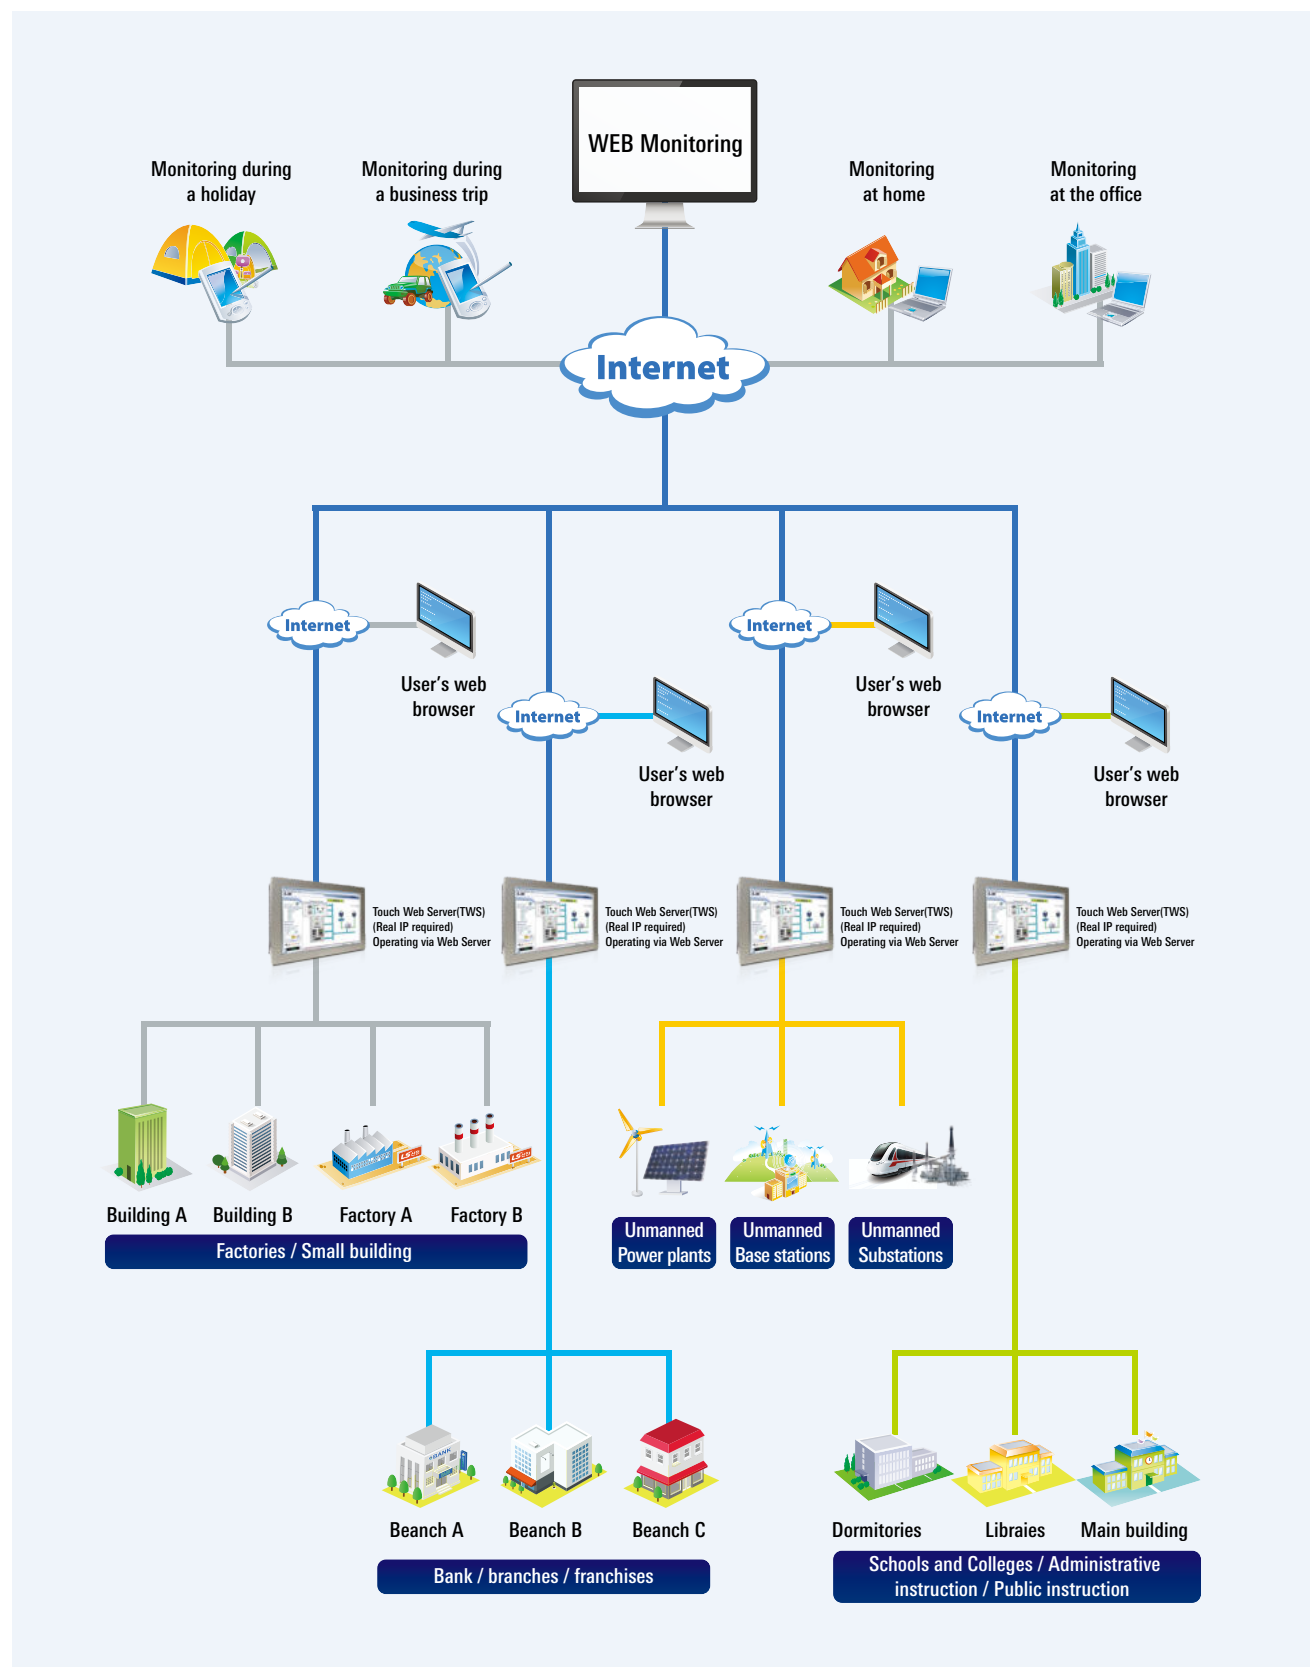 WEB Monitoring
Monitoring during
a holiday
Monitoring during
a business trip
Monitoring
at home
Monitoring
at the office
Internet
Internet
User's web
browser
Internet
User's web
browser
Internet
User's web
browser
Internet
User's web
browser
Touch Web Server(TWS)
(Real IP required)
Operating via Web Server
Touch Web Server(TWS)
(Real IP required)
Operating via Web Server
Touch Web Server(TWS)
(Real IP required)
Operating via Web Server
Touch Web Server(TWS)
(Real IP required)
Operating via Web Server
LS
LS
Building A
Building B
Factory A
Factory B
Factories / Small building
Unmanned
Power plants
Unmanned
Base stations
Unmanned
Substations
BANK
Beanch A
Beanch B
Beanch C
Bank / branches / franchises
Dormitories
Libraies
Main building
Schools and Colleges / Administrative
instruction / Public instruction